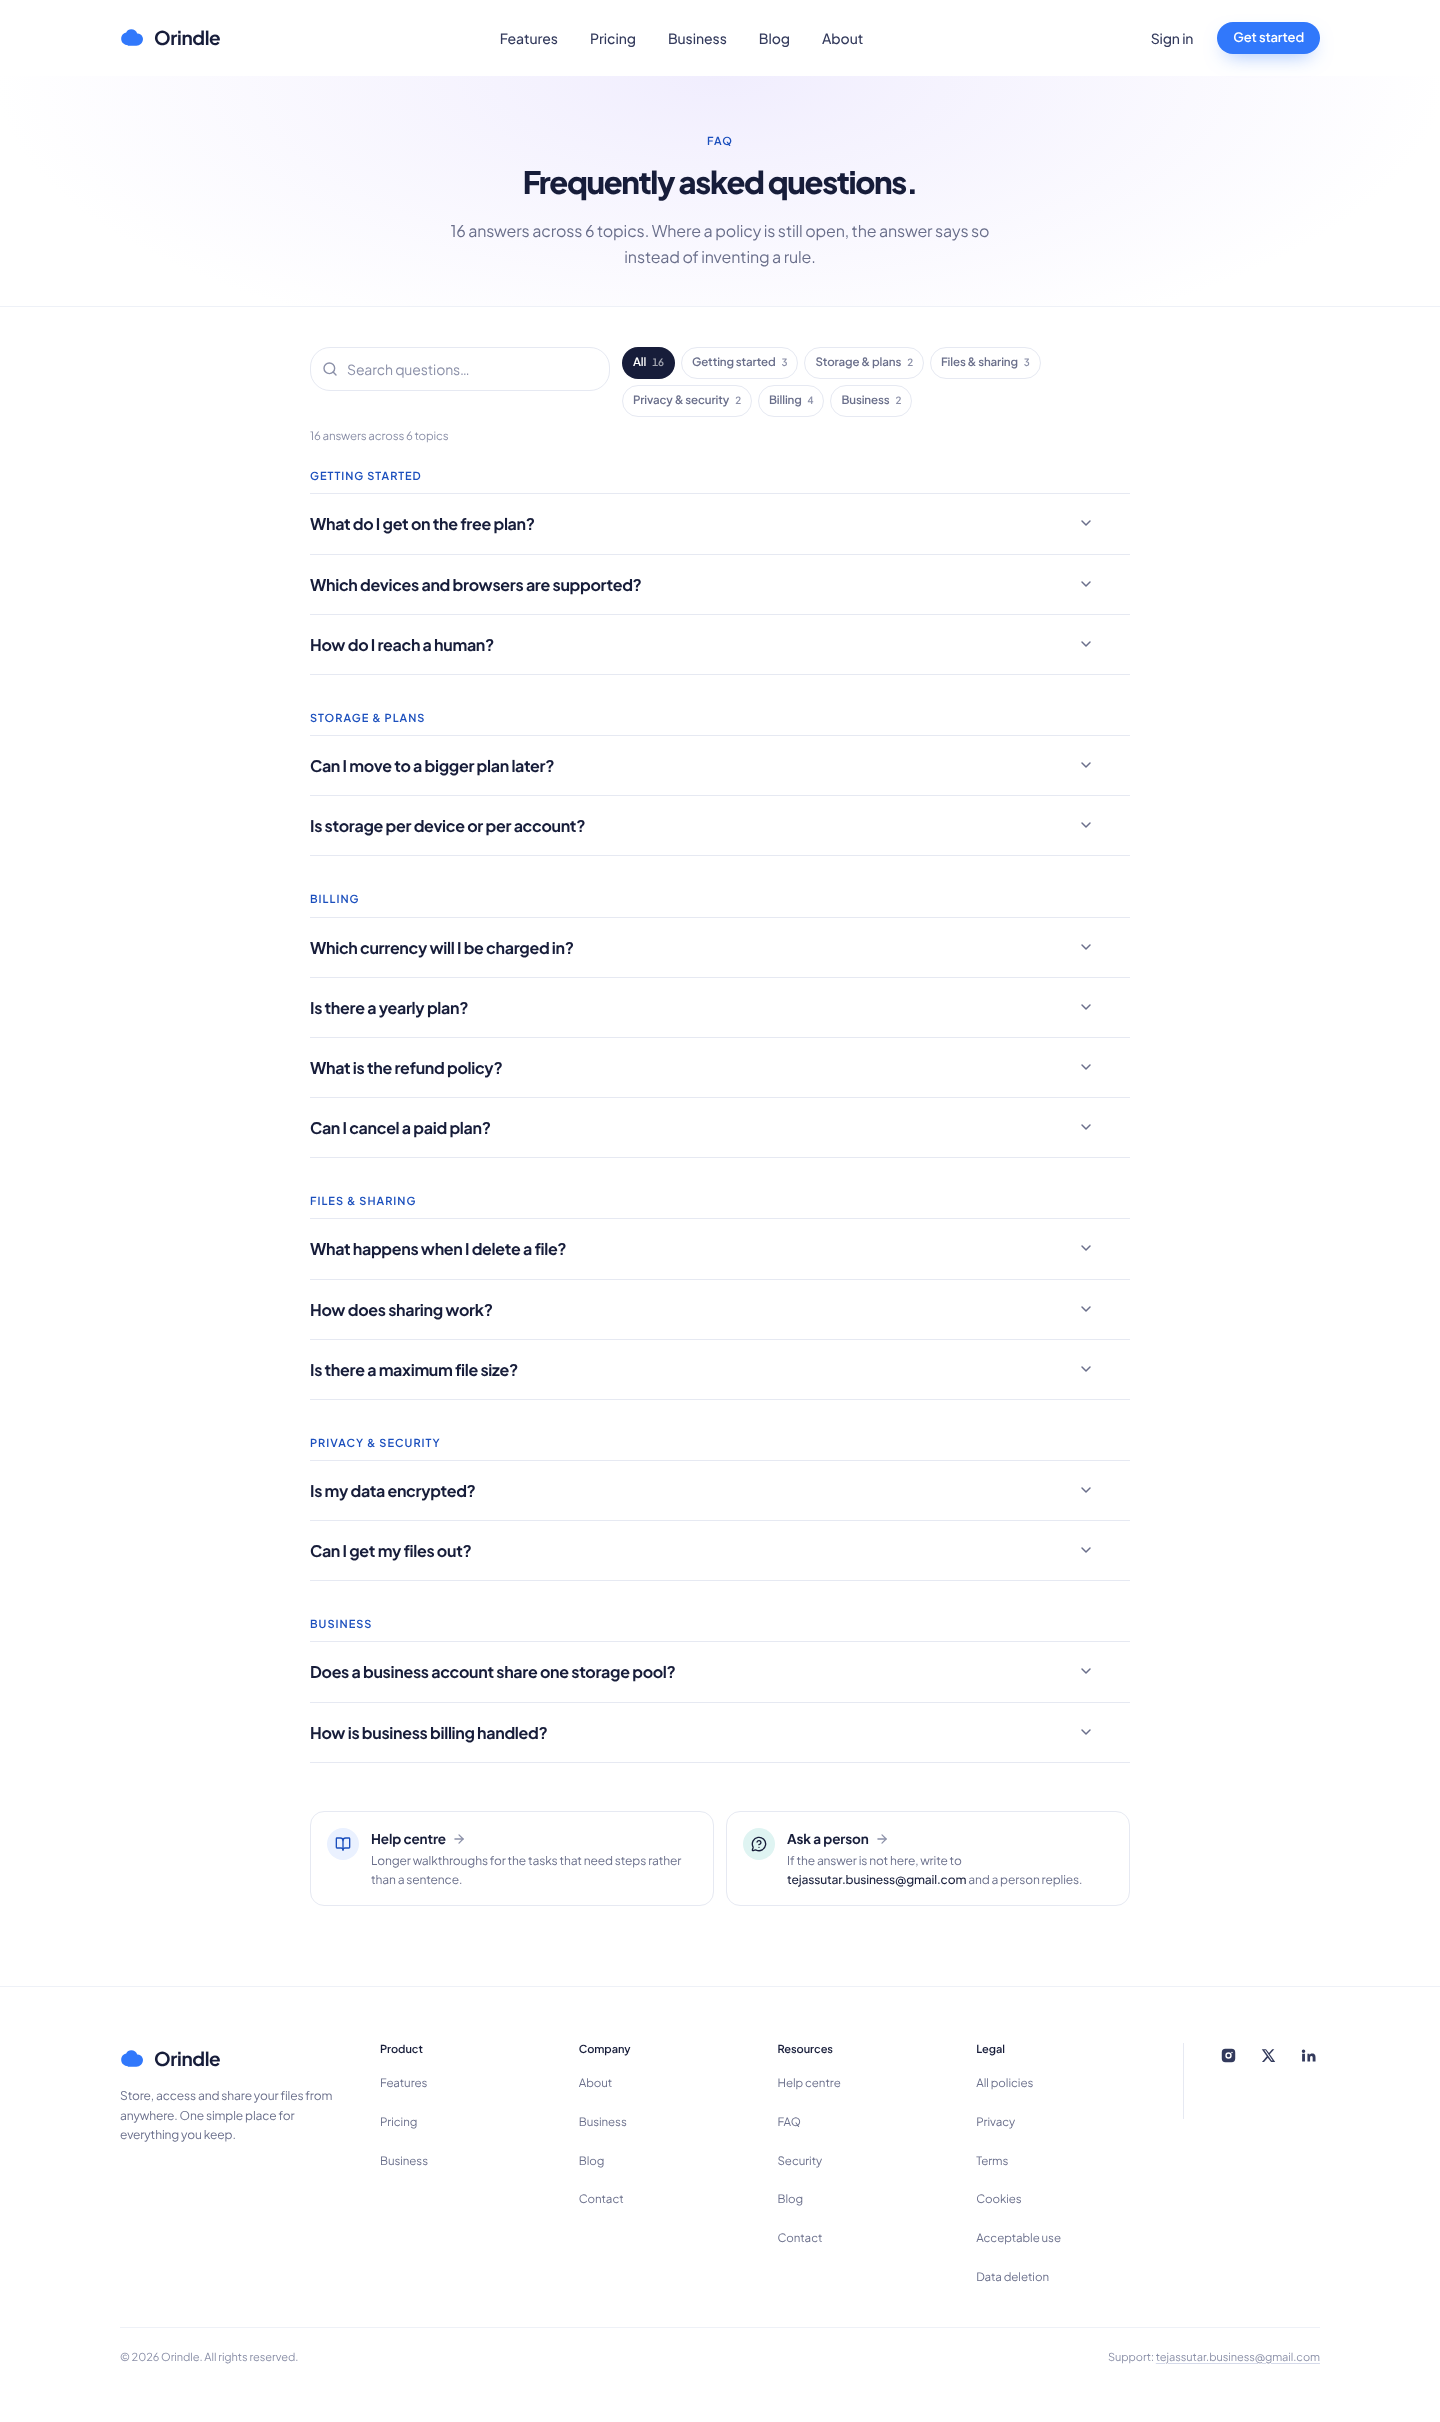 Orindle
Features
Pricing
Business
Blog
About
Sign in
Get started
FAQ
Frequently asked questions.
16 answers across 6 topics. Where a policy is still open, the answer says so
instead of inventing a rule.
Search questions…
All 16
Getting started 3
Storage & plans 2
Files & sharing 3
Privacy & security 2
Billing 4
Business 2
16 answers across 6 topics
GETTING STARTED
What do I get on the free plan?
Which devices and browsers are supported?
How do I reach a human?
STORAGE & PLANS
Can I move to a bigger plan later?
Is storage per device or per account?
BILLING
Which currency will I be charged in?
Is there a yearly plan?
What is the refund policy?
Can I cancel a paid plan?
FILES & SHARING
What happens when I delete a file?
How does sharing work?
Is there a maximum file size?
PRIVACY & SECURITY
Is my data encrypted?
Can I get my files out?
BUSINESS
Does a business account share one storage pool?
How is business billing handled?
Help centre →
Longer walkthroughs for the tasks that need steps rather
than a sentence.
Ask a person →
If the answer is not here, write to
tejassutar.business@gmail.com and a person replies.
Orindle
Store, access and share your files from
anywhere. One simple place for
everything you keep.
Product
Features
Pricing
Business
Company
About
Business
Blog
Contact
Resources
Help centre
FAQ
Security
Blog
Contact
Legal
All policies
Privacy
Terms
Cookies
Acceptable use
Data deletion
© 2026 Orindle. All rights reserved.
Support: tejassutar.business@gmail.com